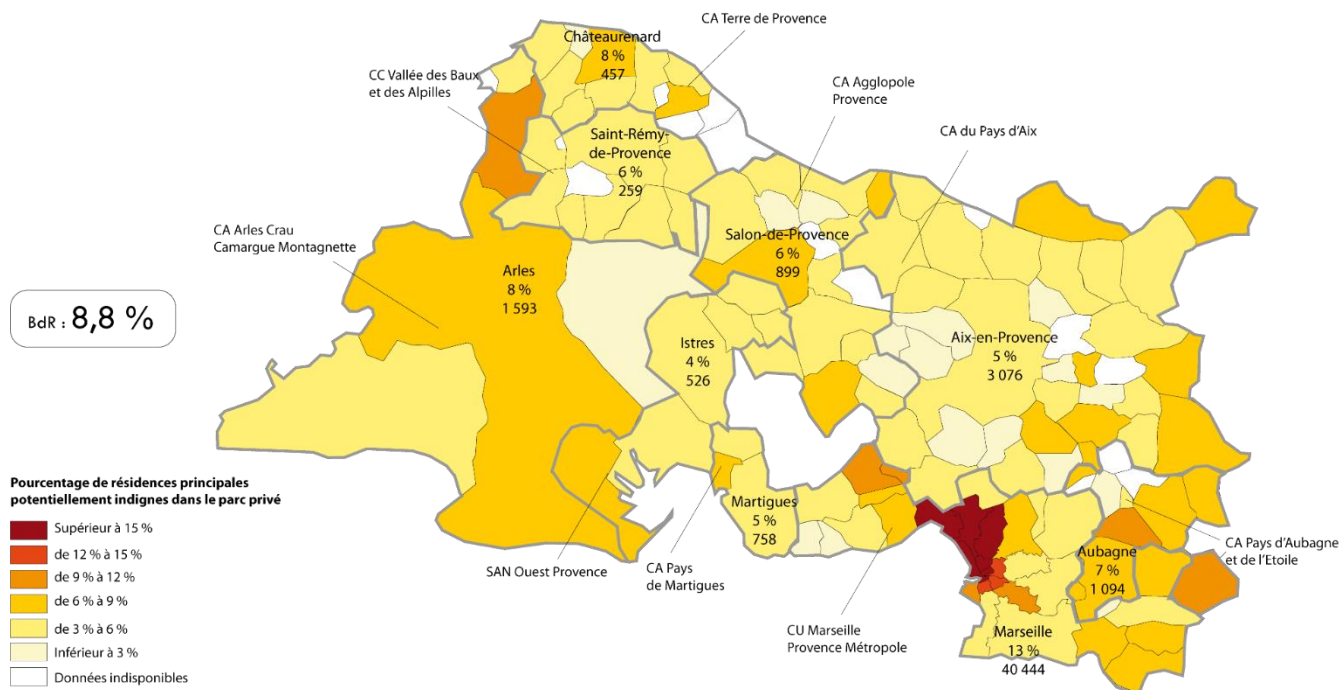 CA Terre de Provence
Châteaurenard
8 %
457
CC Vallée des Baux
et des Alpilles
CA Agglopole
Provence
CA du Pays d'Aix
Saint-Rémy-
de-Provence
6 %
259
CA Arles Crau
Camargue Montagnette
Salon-de-Provence
6 %
899
Arles
8 %
1 593
BdR : 8,8 %
Istres
4 %
526
Aix-en-Provence
5 %
3 076
Pourcentage de résidences principales
potentiellement indignes dans le parc privé
Supérieur à 15 %
de 12 % à 15 %
de 9 % à 12 %
de 6 % à 9 %
de 3 % à 6 %
Inférieur à 3 %
Données indisponibles
Martigues
5 %
758
SAN Ouest Provence
CA Pays
de Martigues
CU Marseille
Provence Métropole
Aubagne
7 %
1 094
CA Pays d'Aubagne
et de l'Etoile
Marseille
13 %
40 444